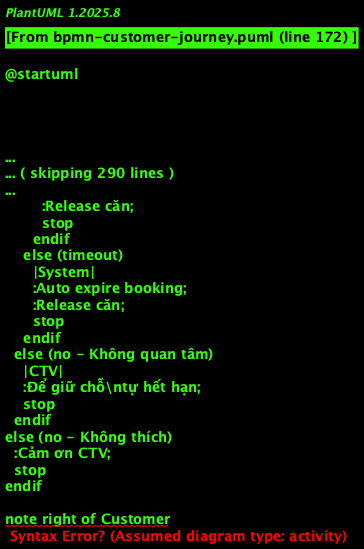 PlantUML 1.2025.8
[From bpmn-customer-journey.puml (line 172) ]
@startuml
...
... ( skipping 290 lines )
...
:Release căn;
stop
endif
else (timeout)
|System|
:Auto expire booking;
:Release căn;
stop
endif
else (no - Không quan tâm)
|CTV|
:Để giữ chỗ\ntự hết hạn;
stop
endif
else (no - Không thích)
:Cảm ơn CTV;
stop
endif
note right of Customer
Syntax Error? (Assumed diagram type: activity)